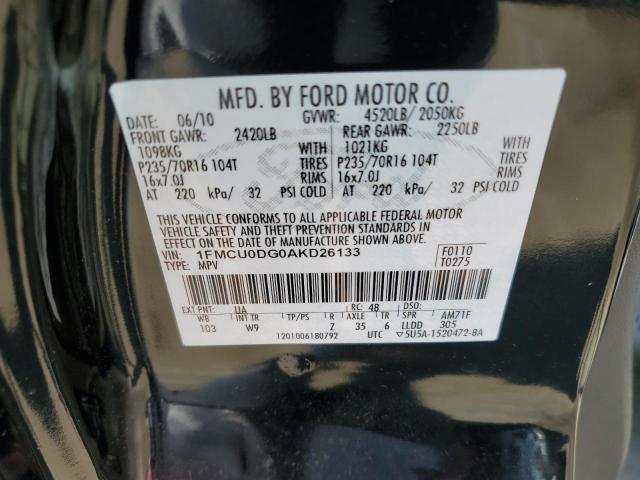 MFD. BY FORD MOTOR CO.
DATE: 06/10 GVWR: 4520LB/ 2050KG
FRONT GAWR: 2420LB REAR GAWR: 2250LB
1098KG WITH 1021KG WITH
P235/70R16 104T TIRES P235/70R16 104T TIRES
16x7.0J RIMS 16x7.0J RIMS
AT 220 kPa/ 32 PSI COLD AT 220 kPa/ 32 PSI COLD
THIS VEHICLE CONFORMS TO ALL APPLICABLE FEDERAL MOTOR
VEHICLE SAFETY AND THEFT PREVENTION STANDARDS IN
EFFECT ON THE DATE OF MANUFACTURE SHOWN ABOVE.
VIN: 1FMCU0DG0AKD26133 F0110
TYPE: MPV T0275
EXT PNT: UA RC: 48
WB INT TR TP/PS R AXLE TR SPR AM71F
103 W9 Z 35 6 LLDD 305
1201006180792 UTC ▽5U5A-1520472-BA